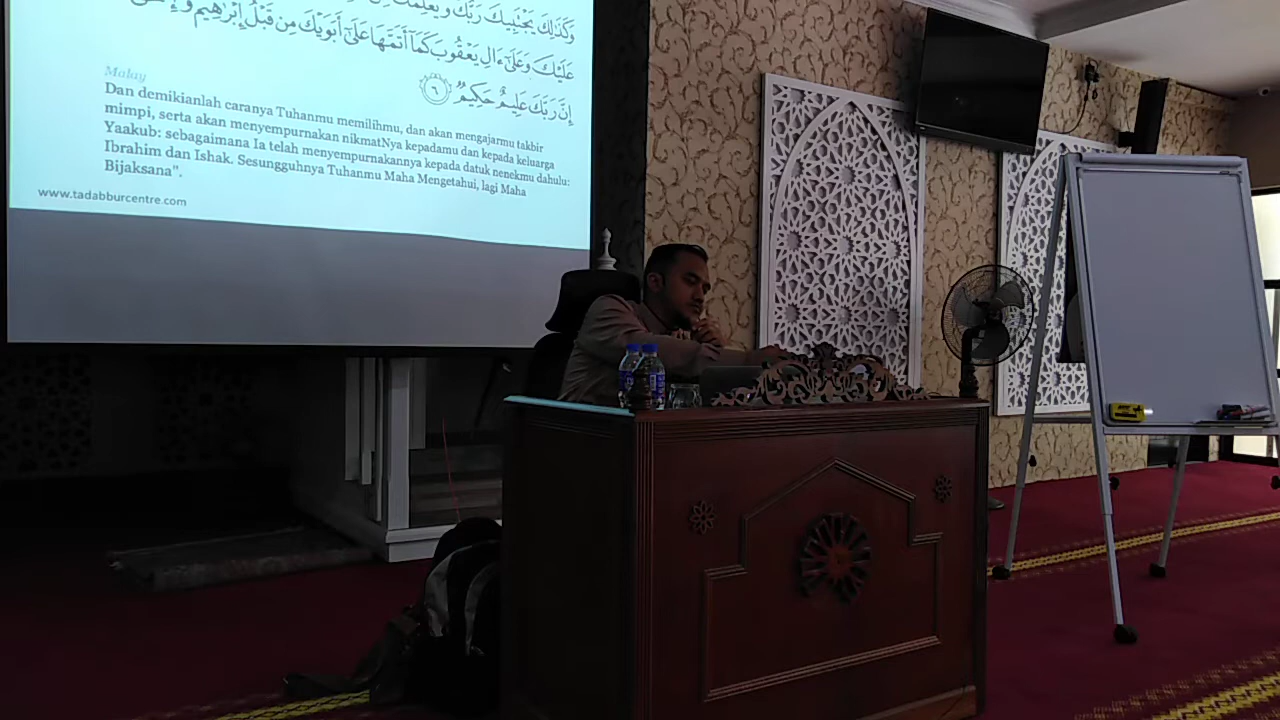 وَكَذَٰلِكَ يَجْتَبِيكَ رَبُّكَ وَيُعَلِّمُكَ مِن
عَلَيْكَ وَعَلَىٰٓ ءَالِ يَعْقُوبَ كَمَآ أَتَمَّهَا عَلَىٰٓ أَبَوَيْكَ مِن قَبْلُ إِبْرَٰهِيمَ
إِنَّ رَبَّكَ عَلِيمٌ حَكِيمٌ ٦
Malay
Dan demikianlah caranya Tuhanmu memilihmu, dan akan mengajarmu takbir
mimpi, serta akan menyempurnakan nikmatNya kepadamu dan kepada keluarga
Yaakub: sebagaimana Ia telah menyempurnakannya kepada datuk nenekmu dahulu:
Ibrahim dan Ishak. Sesungguhnya Tuhanmu Maha Mengetahui, lagi Maha
Bijaksana".
www.tadabburcentre.com